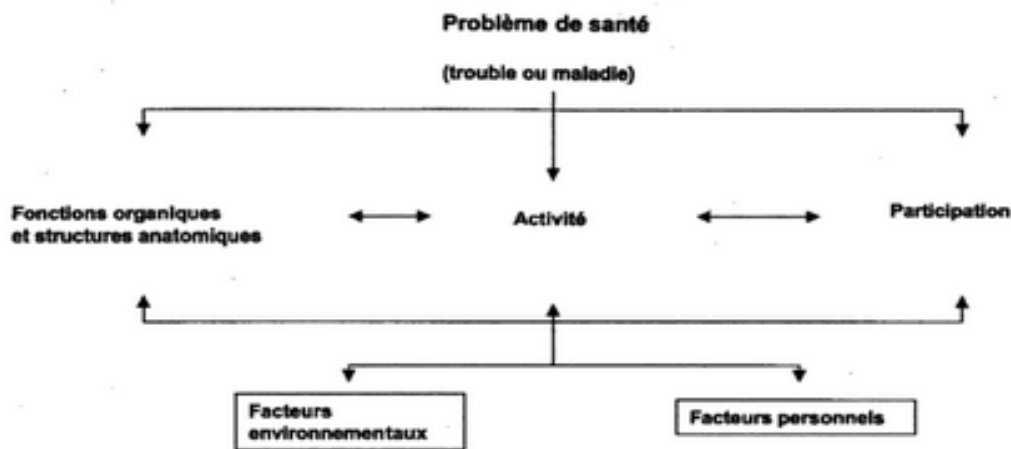 Problème de santé
(trouble ou maladie)
Fonctions organiques
et structures anatomiques
Activité
Participation
Facteurs
environnementaux
Facteurs personnels